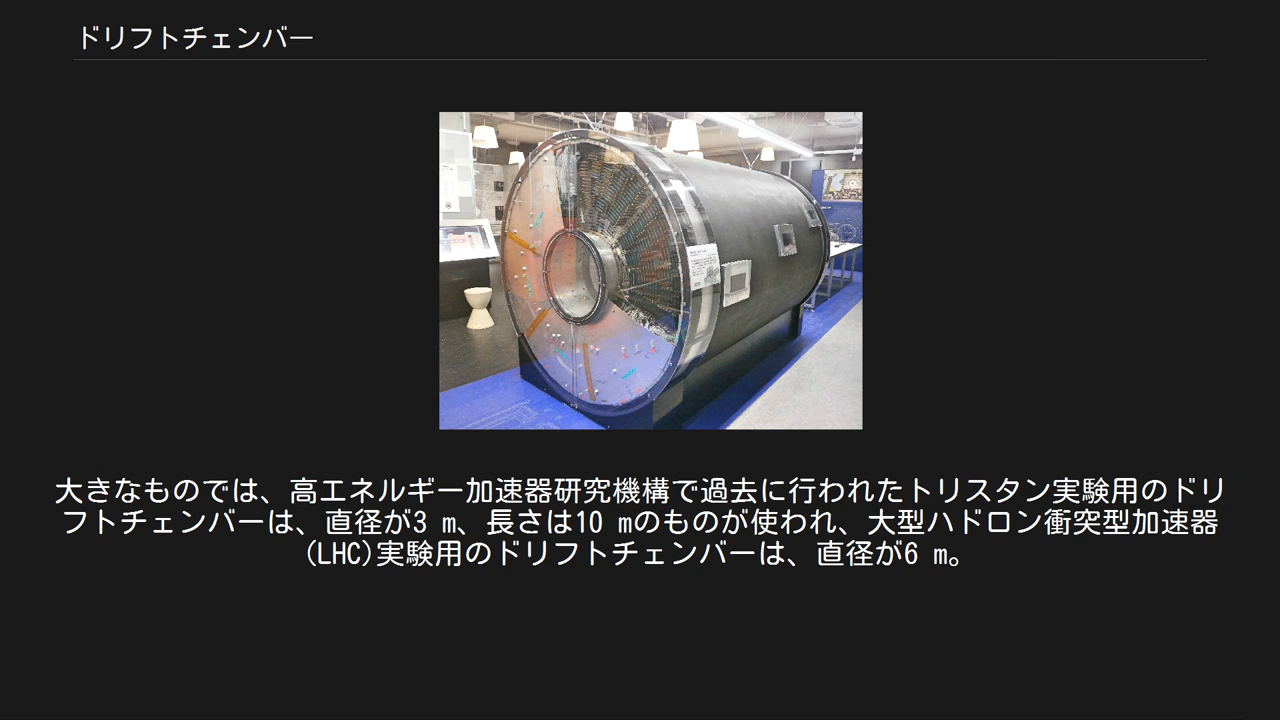 ドリフトチェンバー
大きなものでは、高エネルギー加速器研究機構で過去に行われたトリスタン実験用のドリ
フトチェンバーは、直径が3 m、長さは10 mのものが使われ、大型ハドロン衝突型加速器
(LHC)実験用のドリフトチェンバーは、直径が6 m。